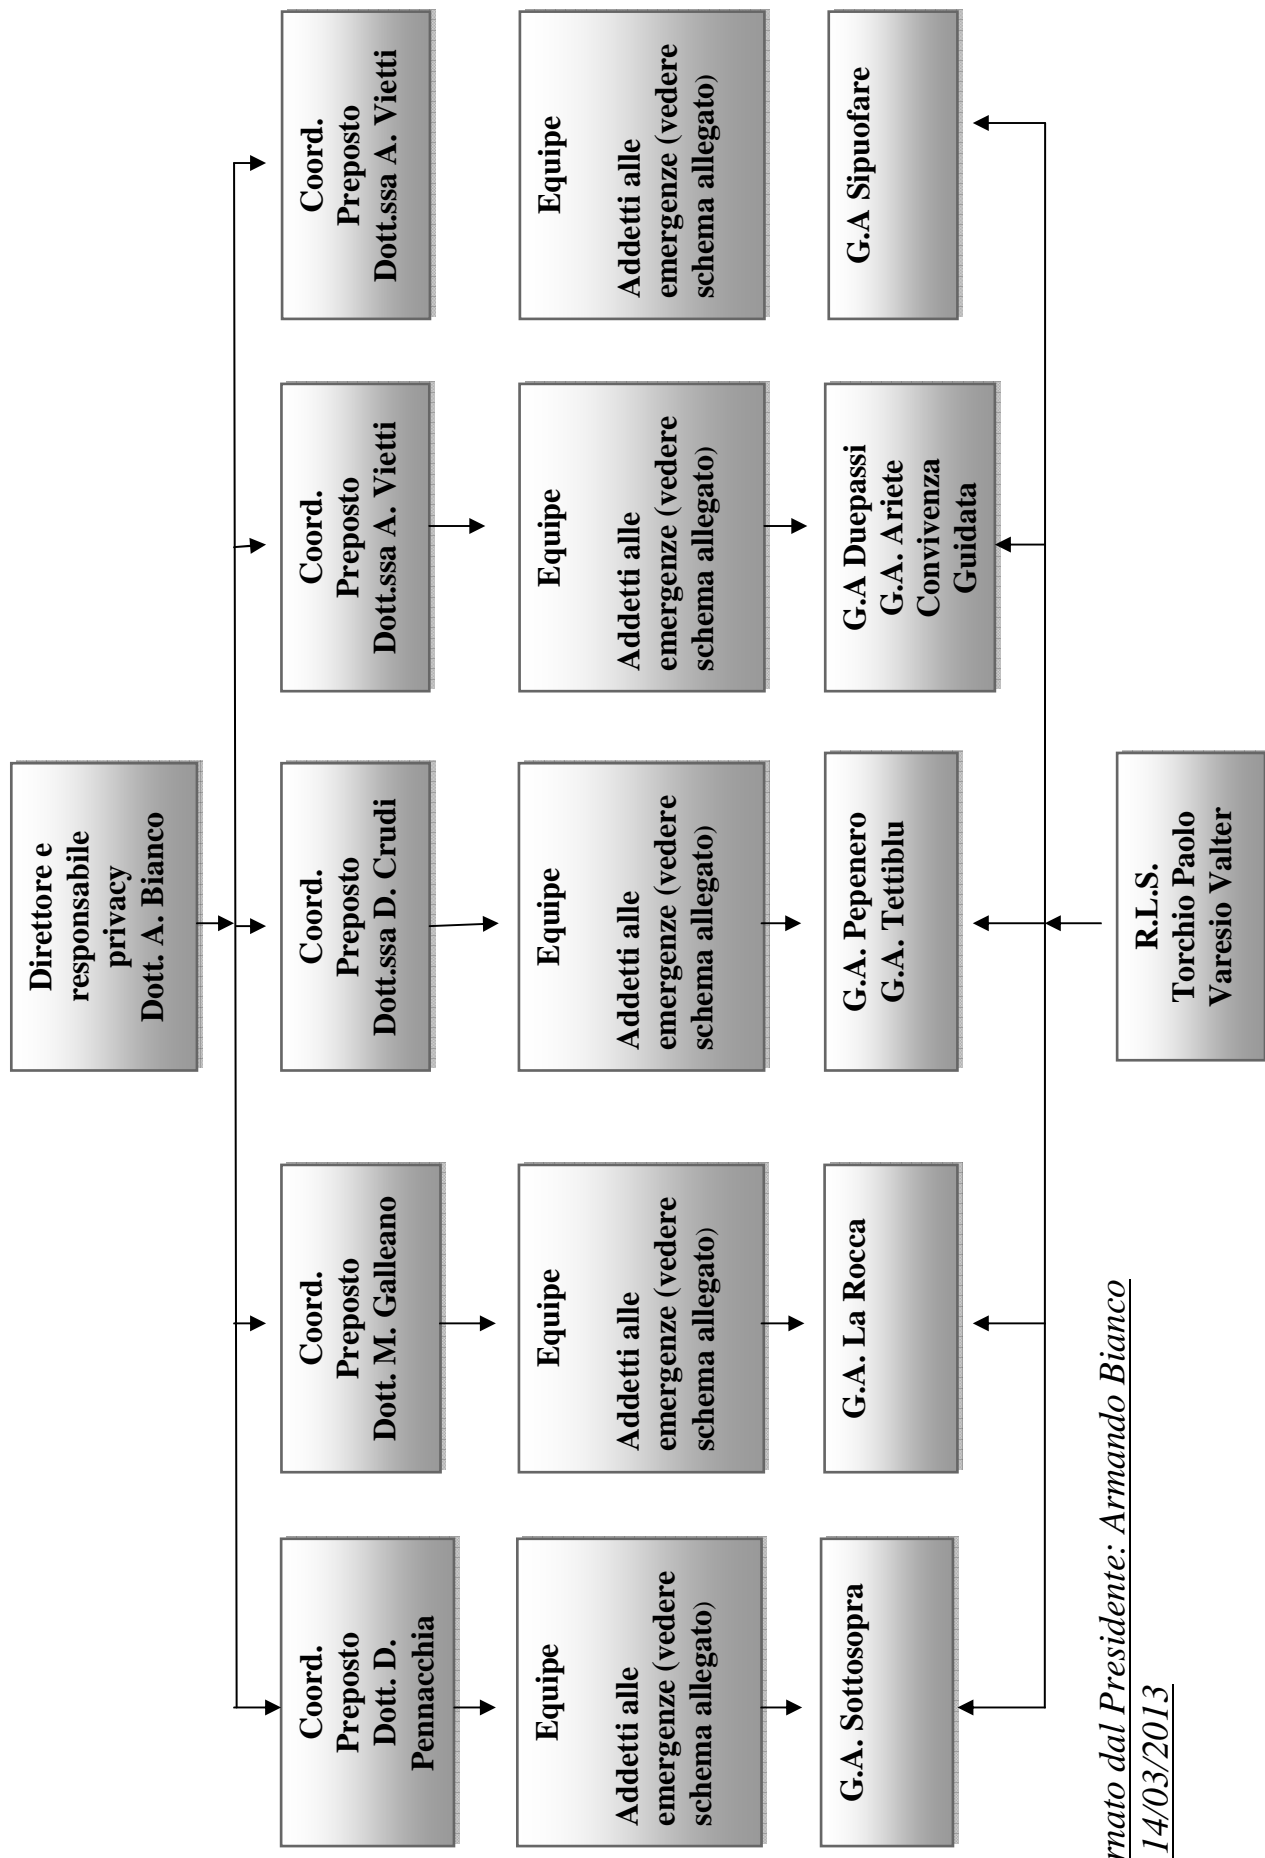 Direttore e
responsabile
privacy
Dott. A. Bianco
Coord.
Preposto
Dott. D.
Pennacchia
Coord.
Preposto
Dott. M. Galleano
Coord.
Preposto
Dott.ssa D. Crudi
Coord.
Preposto
Dott.ssa A. Vietti
Coord.
Preposto
Dott.ssa A. Vietti
Equipe
Addetti alle
emergenze (vedere
schema allegato)
Equipe
Addetti alle
emergenze (vedere
schema allegato)
Equipe
Addetti alle
emergenze (vedere
schema allegato)
Equipe
Addetti alle
emergenze (vedere
schema allegato)
Equipe
Addetti alle
emergenze (vedere
schema allegato)
G.A. Sottosopra
G.A. La Rocca
G.A. Pepenero
G.A. Tettiblu
G.A Duepassi
G.A. Ariete
Convivenza
Guidata
G.A Sipuofare
R.L.S.
Torchio Paolo
Varesio Valter
dal Presidente: Armando Bianco
14/03/2013